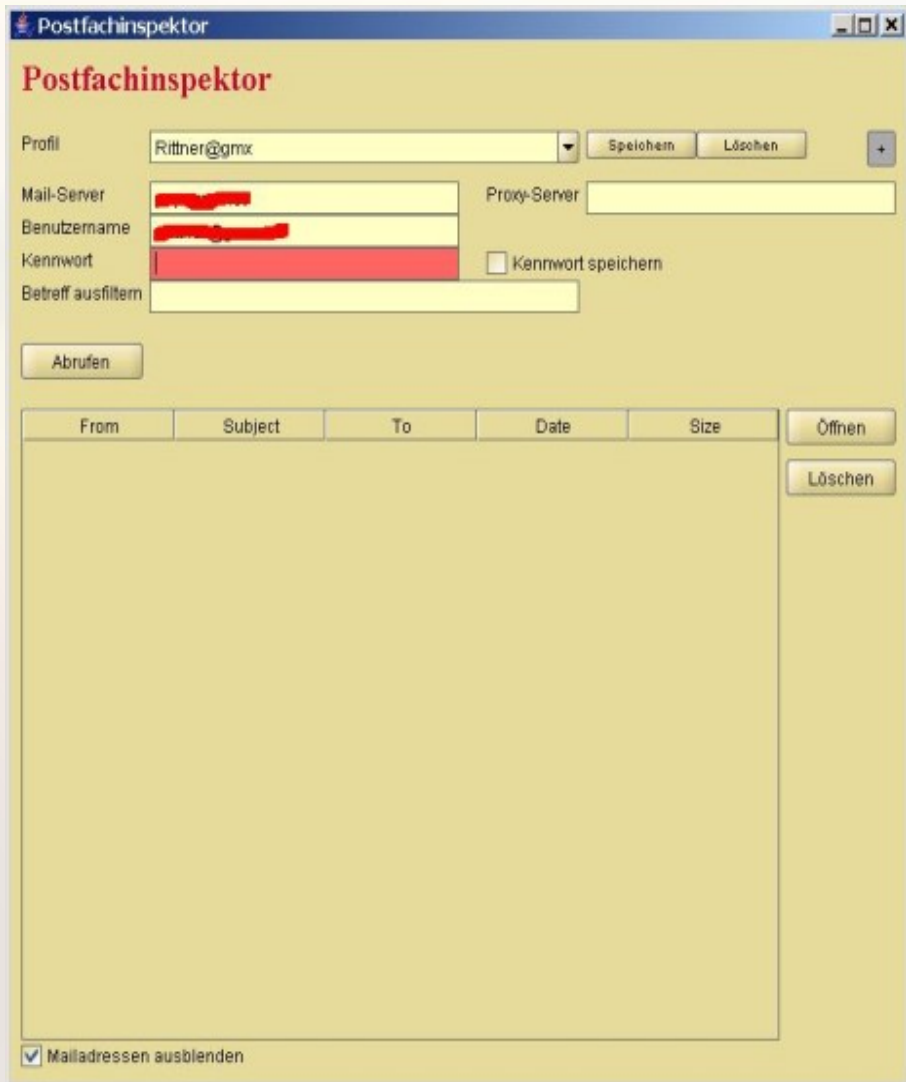 Postfachinspektor
Postfachinspektor
Profil Rittner@gmx Speichern Löschen +
Mail-Server Proxy-Server
Benutzername
Kennwort Kennwort speichern
Betreff ausfiltern
Abrufen
From Subject To Date Size Öffnen
Löschen
Mailadressen ausblenden